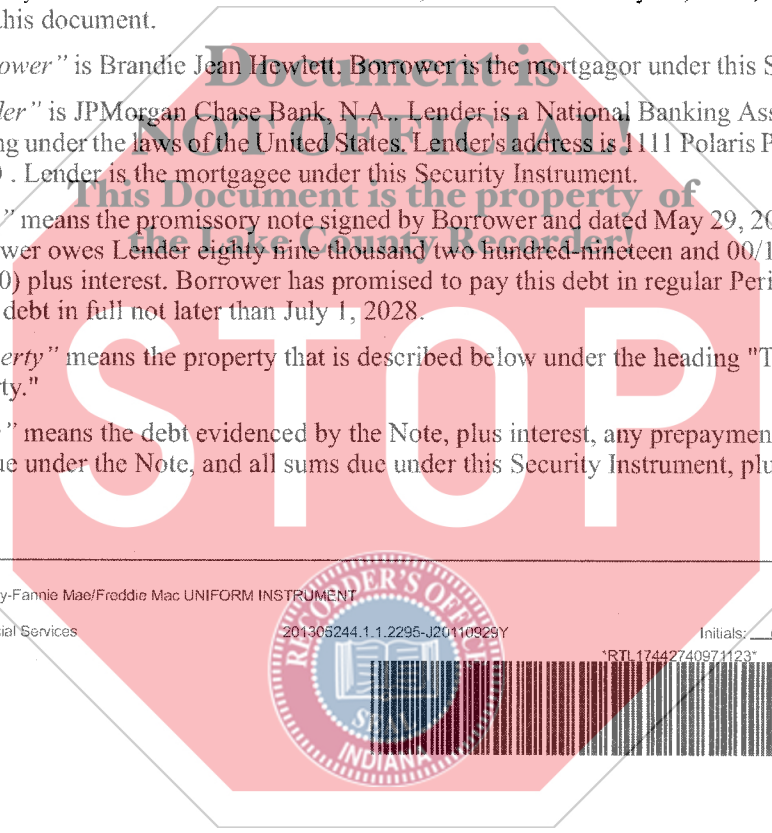 this document.
ower” is Brandie Jean Hewlett. Borrower is the mortgagor under this S
Document is
der” is JPMorgan Chase Bank, N.A.. Lender is a National Banking Ass
NOT OFFICIAL!
ng under the laws of the United States. Lender's address is 1111 Polaris P
. Lender is the mortgagee under this Security Instrument.
This Document is the property of
” means the promissory note signed by Borrower and dated May 29, 20
the Lake County Recorder!
wer owes Lender eighty nine thousand two hundred-nineteen and 00/1
0) plus interest. Borrower has promised to pay this debt in regular Peri
debt in full not later than July 1, 2028.
STOP
erty” means the property that is described below under the heading "T
ty."
” means the debt evidenced by the Note, plus interest, any prepaymen
ue under the Note, and all sums due under this Security Instrument, plu
y-Fannie Mae/Freddie Mac UNIFORM INSTRUMENT
cial Services 201305244.1.1.2295-J20110929Y Initials:
*RTL17442740971123*
RECORDER'S OFFICE
SEAL
INDIANA